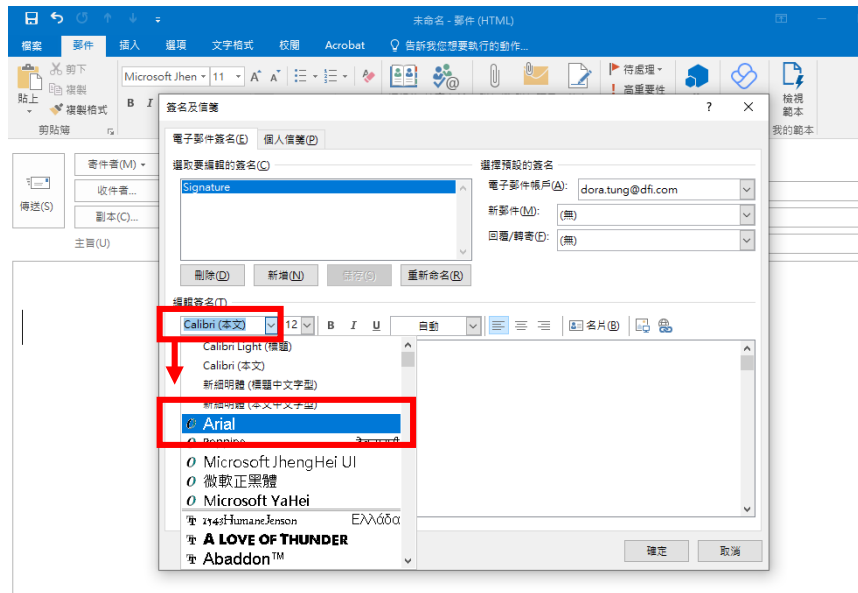 未命名 - 郵件 (HTML)
檔案 郵件 插入 選項 文字格式 校閱 Acrobat 告訴我您想要執行的動作...
剪下
複製
貼上 複製格式
剪貼簿
Microsoft Jhen 11 A A
B I
待處理
高重要性
檢視
範本
我的範本
傳送(S)
寄件者(M)
收件者...
副本(C)...
主旨(U)
簽名及信箋 ? ×
電子郵件簽名(E) 個人信箋(P)
選取要編輯的簽名(C)
Signature
刪除(D) 新增(N) 儲存(S) 重新命名(R)
選擇預設的簽名
電子郵件帳戶(A): dora.tung@dfi.com
新郵件(M): (無)
回覆/轉寄(F): (無)
編輯簽名(T)
Calibri (本文) 12 B I U 自動 名片(B)
Calibri Light (標題)
Calibri (本文)
新細明體 (標題中文字型)
新細明體 (本文中文字型)
Arial
Microsoft JhengHei UI
微軟正黑體
Microsoft YaHei
1543HumaneJenson Ελλάδα
A LOVE OF THUNDER
Abaddon™
確定 取消